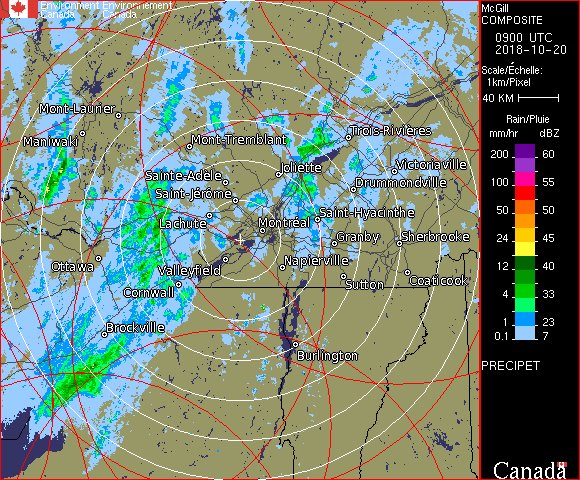 Environment Environnement
Canada Canada
McGill
COMPOSITE
0900 UTC
2018-10-20
Scale/Échelle:
1km/Pixel
40 KM
Rain/Pluie
mm/hr dBZ
200 60
100 55
50 50
24 45
12 40
4 33
1 23
0.1 7
PRECIPET
Canada
Mont-Laurier
Maniwaki
Mont-Tremblant
Trois-Rivières
Joliette
Victoriaville
Sainte-Adèle
Drummondville
Saint-Jérôme
Saint-Hyacinthe
Lachute
Montréal
Granby
Sherbrooke
Ottawa
Valleyfield
Napierville
Cornwall
Sutton
Coaticook
Brockville
Burlington